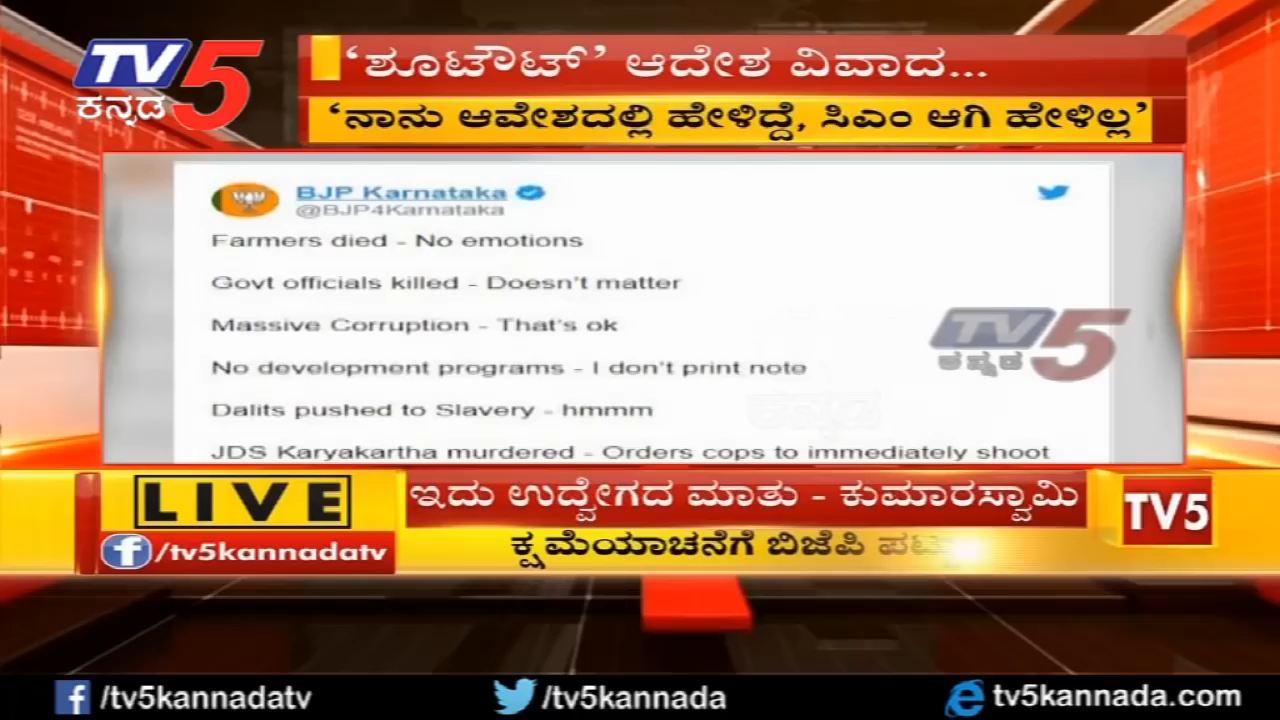 TV5
ಕನ್ನಡ
‘ಶೂಟೌಟ್’ ಆದೇಶ ವಿವಾದ...
‘ನಾನು ಆವೇಶದಲ್ಲಿ ಹೇಳಿದ್ದೆ, ಸಿಎಂ ಆಗಿ ಹೇಳಿಲ್ಲ’
BJP Karnataka
@BJP4Karnataka
Farmers died - No emotions
Govt officials killed - Doesn't matter
Massive Corruption - That's ok
No development programs - I don't print note
Dalits pushed to Slavery - hmmm
JDS Karyakartha murdered - Orders cops to immediately shoot
TV5
ಕನ್ನಡ
LIVE
/tv5kannadatv
ಇದು ಉದ್ವೇಗದ ಮಾತು - ಕುಮಾರಸ್ವಾಮಿ
ಕ್ಷಮೆಯಾಚನೆಗೆ ಬಿಜೆಪಿ
TV5
/tv5kannadatv
/tv5kannada
tv5kannada.com